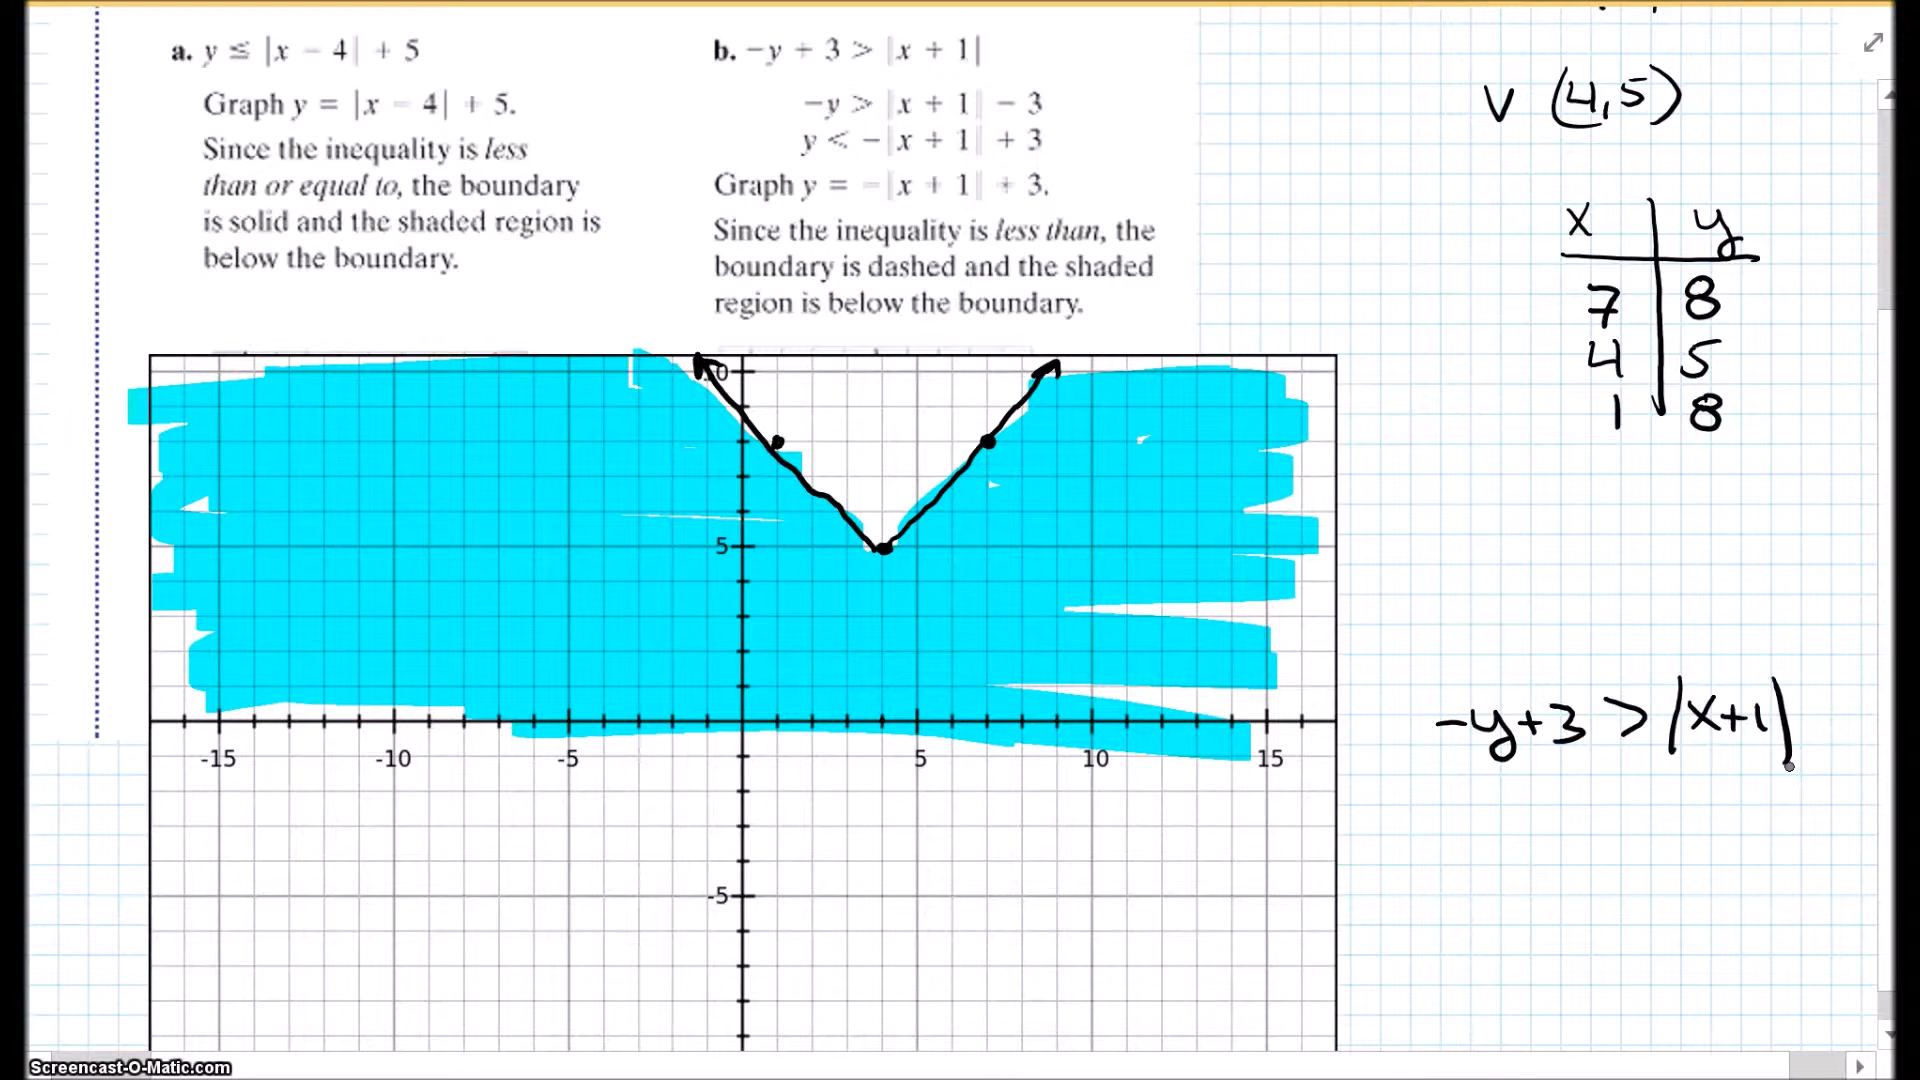 a. y ≤ |x − 4| + 5
Graph y = |x − 4| + 5.
Since the inequality is less
than or equal to, the boundary
is solid and the shaded region is
below the boundary.
b. −y + 3 > |x + 1|
−y > |x + 1| − 3
y < −|x + 1| + 3
Graph y = −|x + 1| + 3.
Since the inequality is less than, the
boundary is dashed and the shaded
region is below the boundary.
V (4,5)
x y
7 8
4 5
1 8
-y+3 > |x+1|
5
-15 -10 -5 5 10 15
-5
Screencast-O-Matic.com